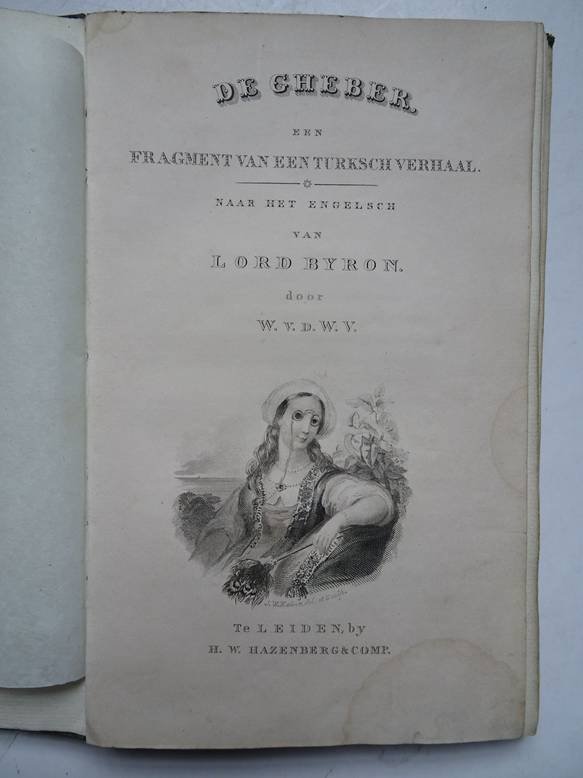 DE GHEBER.
EEN
FRAGMENT VAN EEN TURKSCH VERHAAL.
NAAR HET ENGELSCH
VAN
LORD BYRON.
door
W. V. D. W. V.
Te LEIDEN, by
H. W. HAZENBERG & COMP.